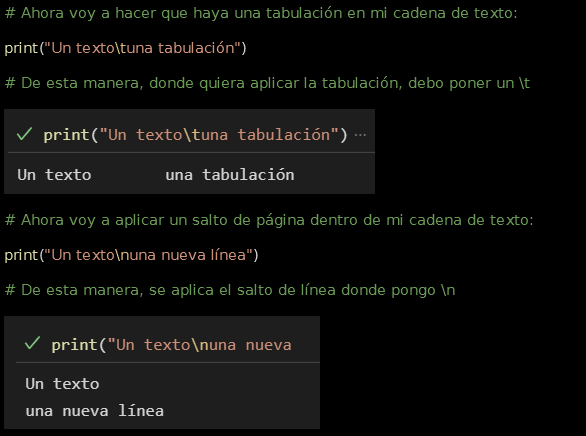 # Ahora voy a hacer que haya una tabulación en mi cadena de texto:
print("Un texto\tuna tabulación")
# De esta manera, donde quiera aplicar la tabulación, debo poner un \t
print("Un texto\tuna tabulación") ···
Un texto	una tabulación
# Ahora voy a aplicar un salto de página dentro de mi cadena de texto:
print("Un texto\nuna nueva línea")
# De esta manera, se aplica el salto de línea donde pongo \n
print("Un texto\nuna nueva
Un texto
una nueva línea